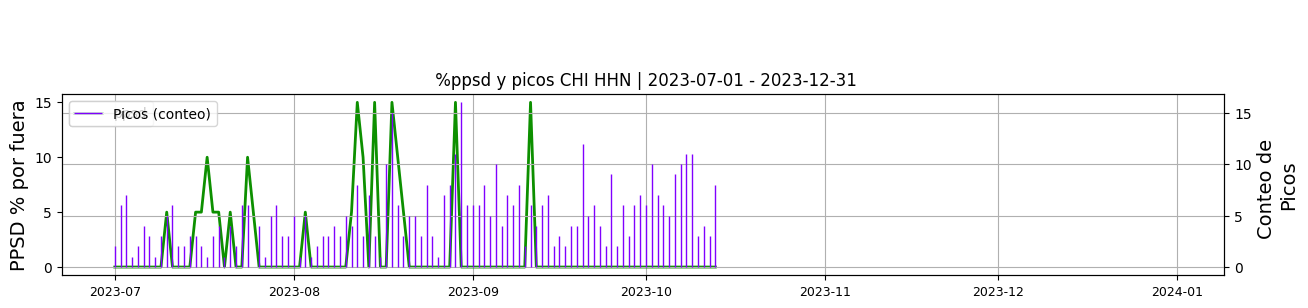 %ppsd y picos CHI HHN | 2023-07-01 - 2023-12-31
PPSD % por fuera
15
10
5
0
Picos (conteo)
15
10
5
0
Conteo de
Picos
2023-07 2023-08 2023-09 2023-10 2023-11 2023-12 2024-01